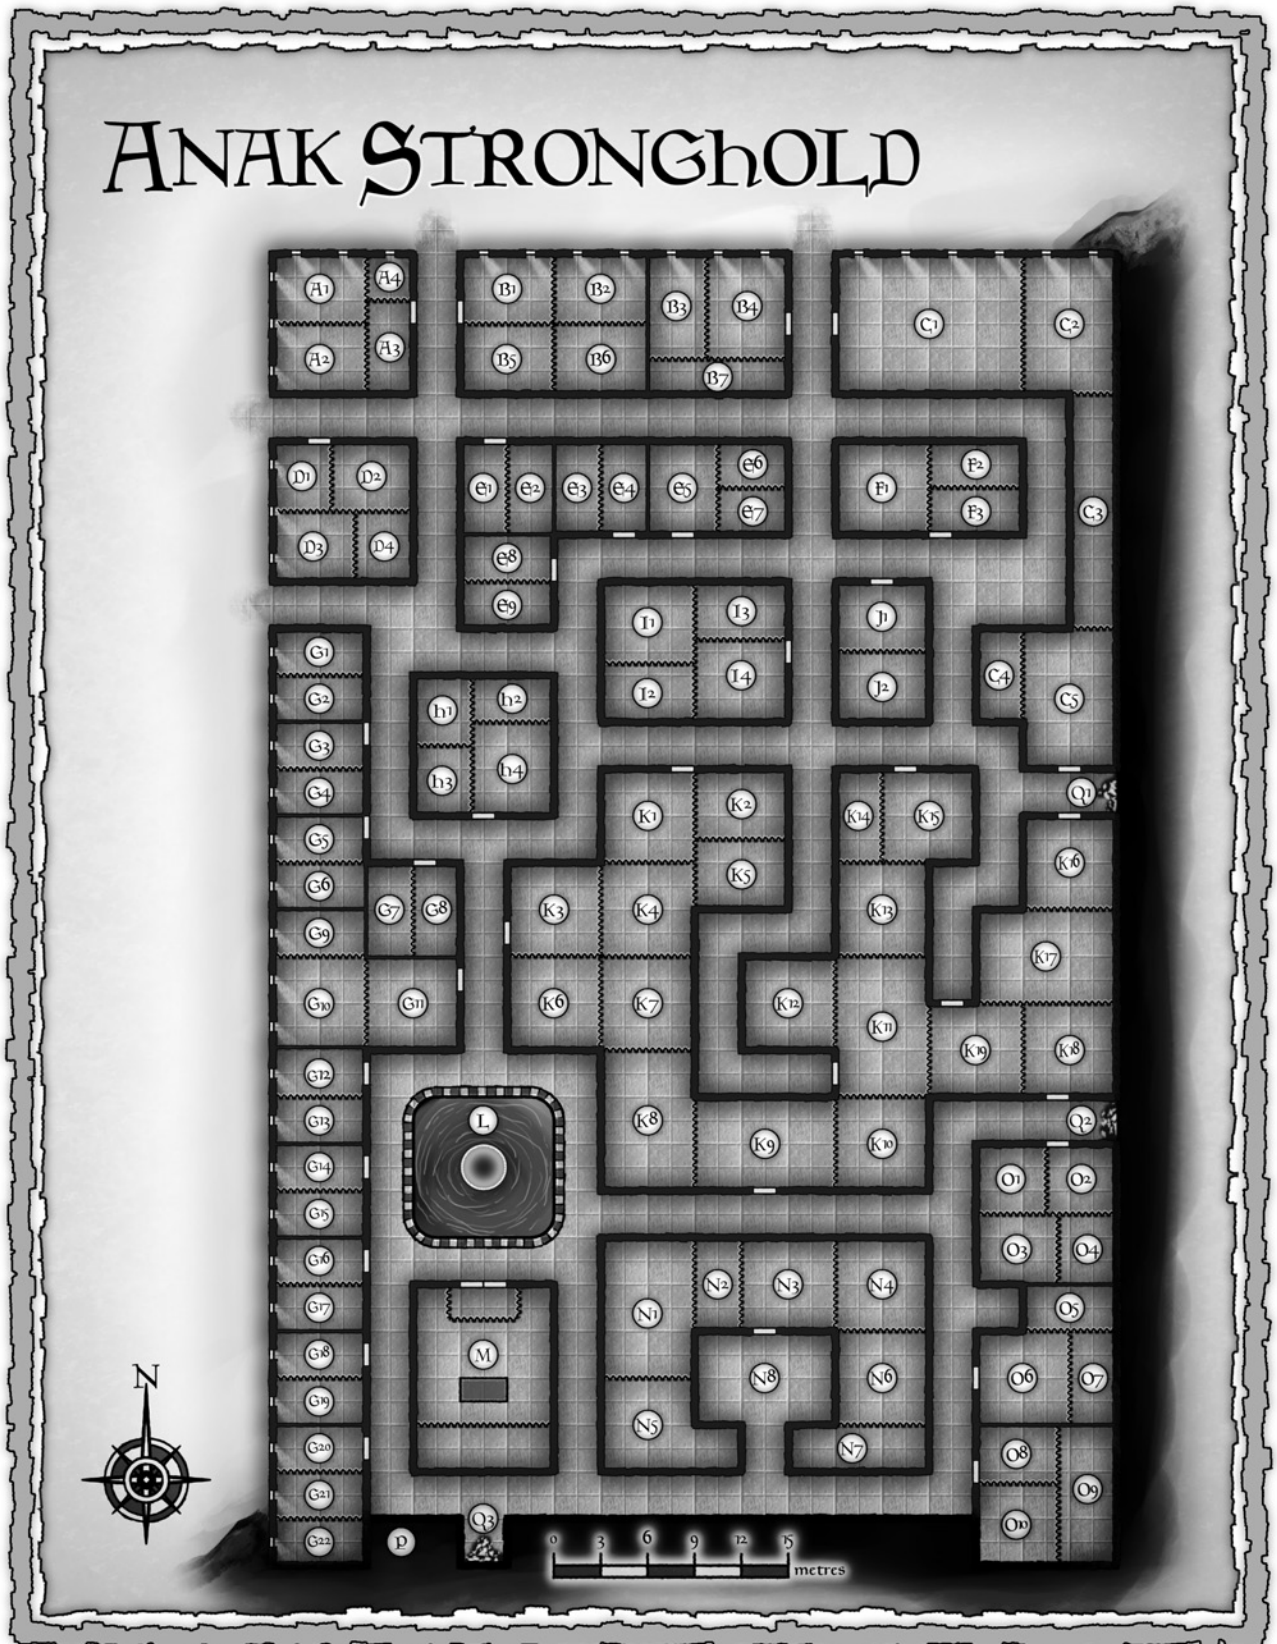 ANAK STRONGhOLD
A1 A4 B1 B2 B3 B4 C1 C2
A2 A3 B5 B6 B7
D1 D2 E1 E2 E3 E4 E5 E6 F1 F2
E7 F3 C3
D3 D4 E8
E9 I1 I3 J1
G1 I2 I4 J2 C4 C5
G2 h1 h2
G3 h3 h4
G4 K1 K2 K14 K15 Q1
G5 K5 K16
G6 G7 G8 K3 K4 K13
G9 K17
G10 G11 K6 K7 K12 K11
G12 K19 K18
G13 L K8 K9 K10 Q2
G14 O1 O2
G15 O3 O4
G16 N1 N2 N3 N4
G17 O5
G18 M N8 N6 O6 O7
G19 N5
G20 N7 O8
G21 O9
G22 P Q3 O10
N
0 3 6 9 12 15
metres